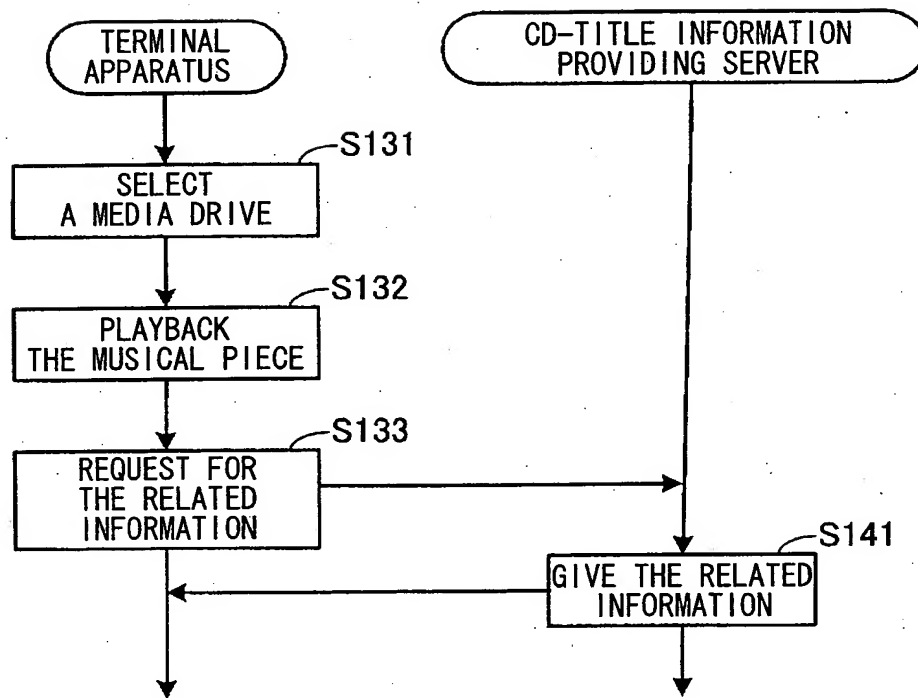 TERMINAL
APPARATUS
CD-TITLE INFORMATION
PROVIDING SERVER
S131
SELECT
A MEDIA DRIVE
S132
PLAYBACK
THE MUSICAL PIECE
S133
REQUEST FOR
THE RELATED
INFORMATION
S141
GIVE THE RELATED
INFORMATION